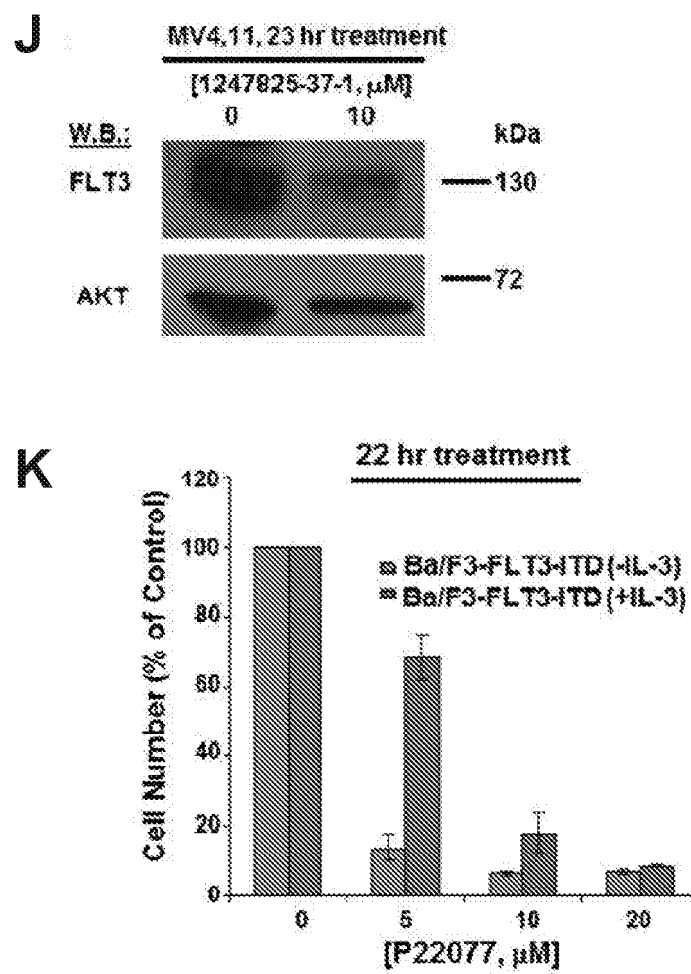 J
MV4,11, 23 hr treatment
[1247825-37-1, μM]
0 10
W.B.: kDa
FLT3 130
72
AKT
K
22 hr treatment
120
100
80
60
40
20
0
Cell Number (% of Control)
Ba/F3-FLT3-ITD (-IL-3)
Ba/F3-FLT3-ITD (+IL-3)
0 5 10 20
[P22077, μM]